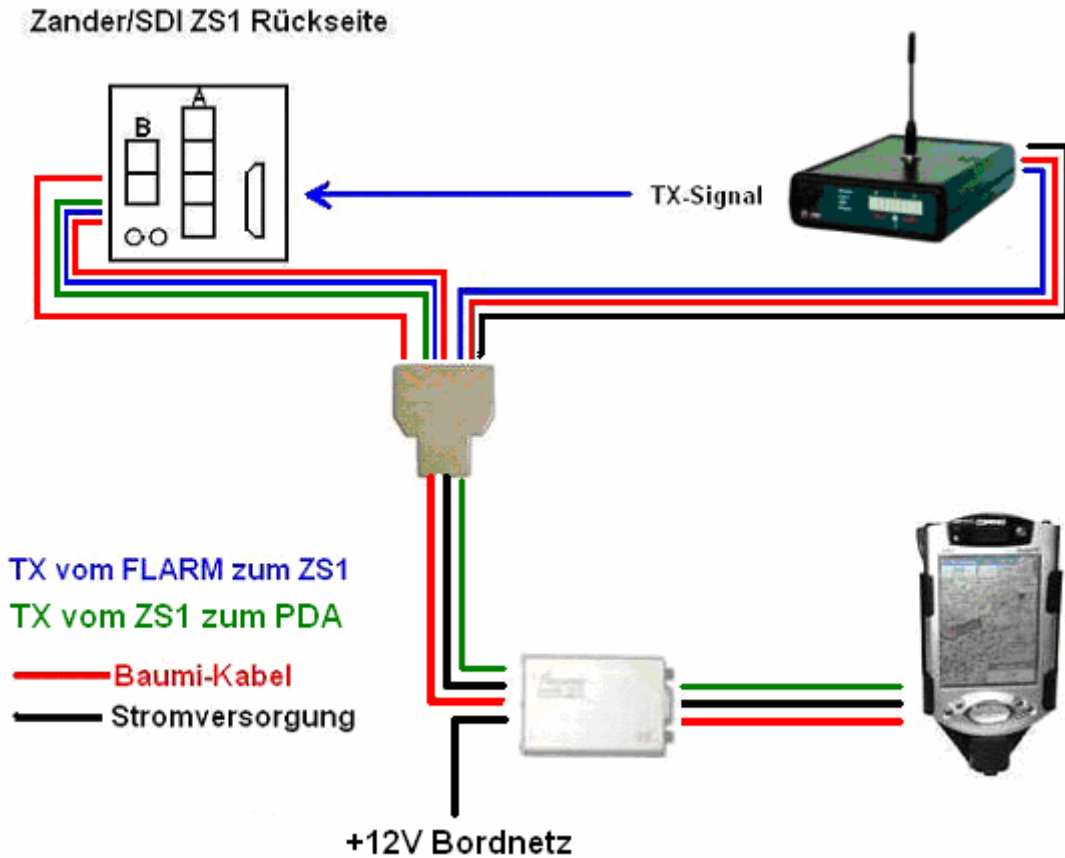 Zander/SDI ZS1 Rückseite
A
B
TX-Signal
TX vom FLARM zum ZS1
TX vom ZS1 zum PDA
Baumi-Kabel
Stromversorgung
+12V Bordnetz